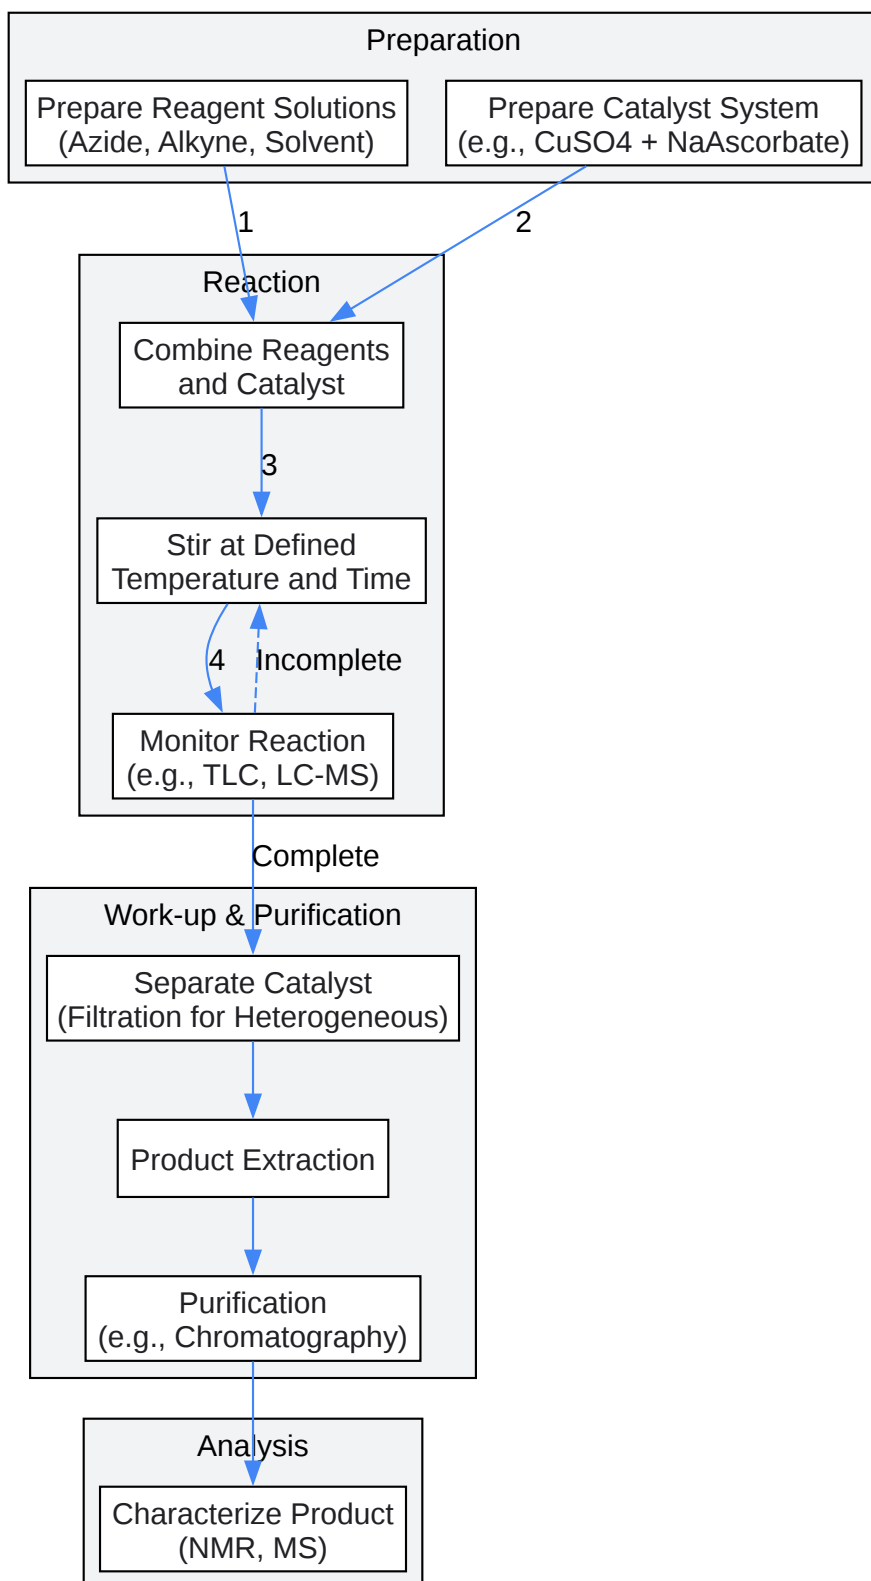 Preparation
Prepare Reagent Solutions
(Azide, Alkyne, Solvent)
Prepare Catalyst System
(e.g., CuSO4 + NaAscorbate)
1
2
Reaction
Combine Reagents
and Catalyst
3
Stir at Defined
Temperature and Time
4
Incomplete
Monitor Reaction
(e.g., TLC, LC-MS)
Complete
Work-up & Purification
Separate Catalyst
(Filtration for Heterogeneous)
Product Extraction
Purification
(e.g., Chromatography)
Analysis
Characterize Product
(NMR, MS)